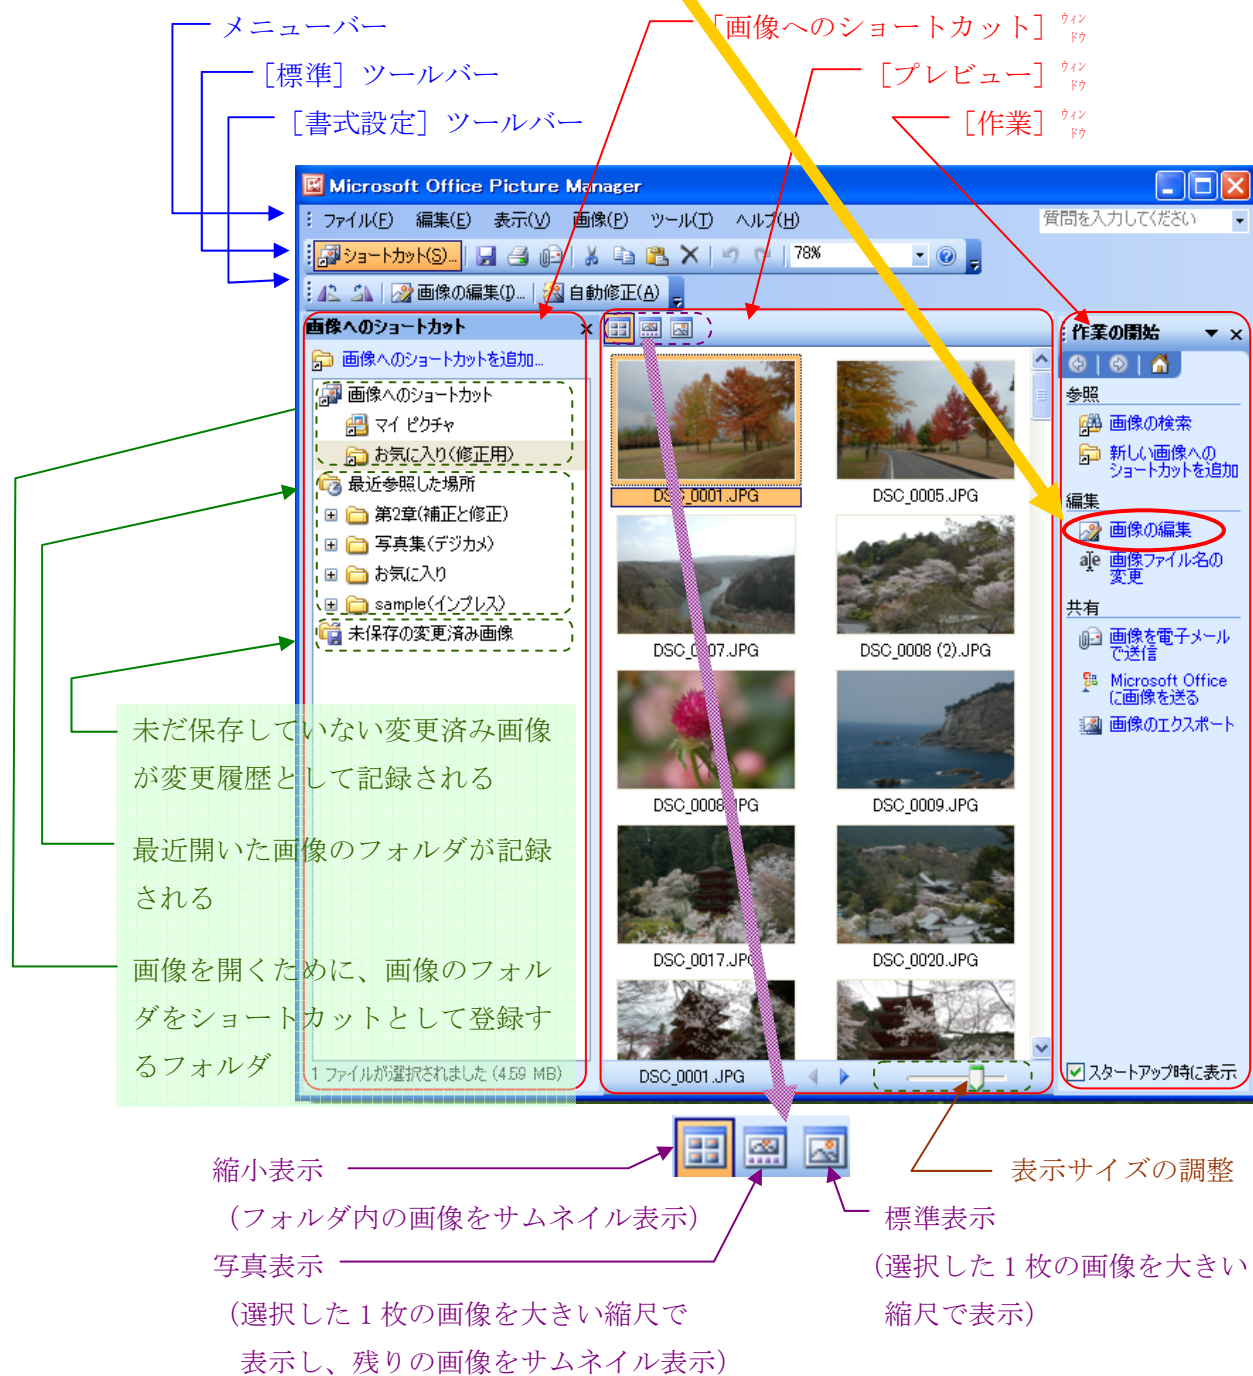 メニューバー
［画像へのショートカット］ウィンドウ
［標準］ツールバー
［プレビュー］ウィンドウ
［書式設定］ツールバー
［作業］ウィンドウ
Microsoft Office Picture Manager
ファイル(F) 編集(E) 表示(V) 画像(P) ツール(T) ヘルプ(H)
質問を入力してください
ショートカット(S)...
78%
画像の編集(I)...
自動修正(A)
画像へのショートカット
画像へのショートカットを追加...
画像へのショートカット
マイ ピクチャ
お気に入り(修正用)
最近参照した場所
第2章(補正と修正)
写真集(デジカメ)
お気に入り
sample(インプレス)
未保存の変更済み画像
1 ファイルが選択されました (4.59 MB)
DSC_0001.JPG
DSC_0005.JPG
DSC_0007.JPG
DSC_0008 (2).JPG
DSC_0008.JPG
DSC_0009.JPG
DSC_0017.JPG
DSC_0020.JPG
DSC_0001.JPG
作業の開始
参照
画像の検索
新しい画像への
ショートカットを追加
編集
画像の編集
画像ファイル名の
変更
共有
画像を電子メール
で送信
Microsoft Office
に画像を送る
画像のエクスポート
スタートアップ時に表示
未だ保存していない変更済み画像
が変更履歴として記録される
最近開いた画像のフォルダが記録
される
画像を開くために、画像のフォル
ダをショートカットとして登録す
るフォルダ
縮小表示
（フォルダ内の画像をサムネイル表示）
写真表示
（選択した1枚の画像を大きい縮尺で
表示し、残りの画像をサムネイル表示）
表示サイズの調整
標準表示
（選択した1枚の画像を大きい
縮尺で表示）